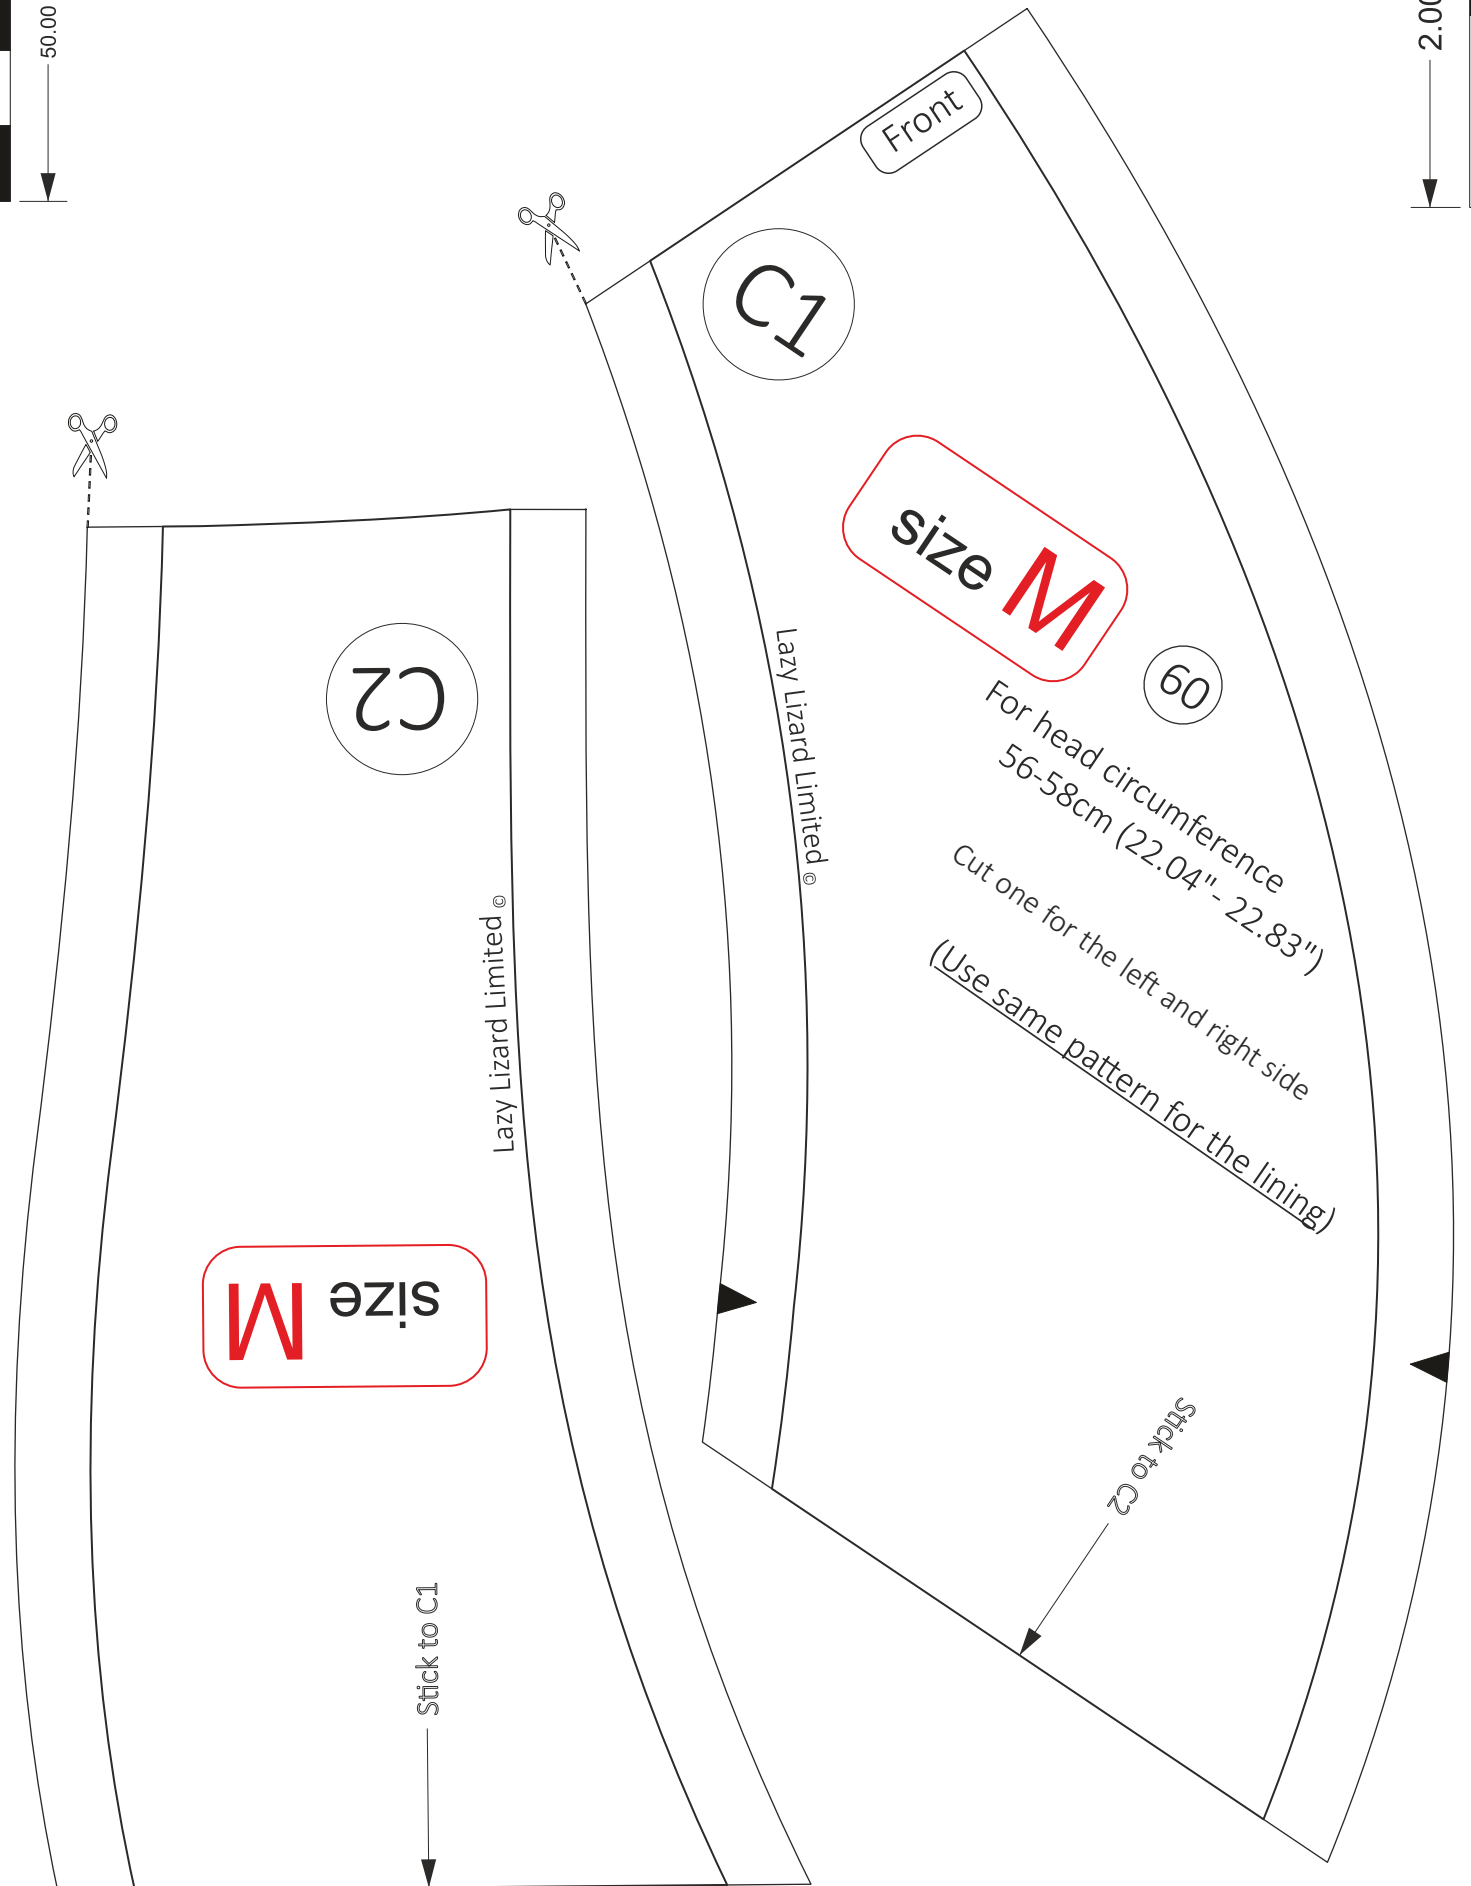 50.00
2.00
Front
C1
size M
60
For head circumference
56-58cm (22.04"- 22.83")
Cut one for the left and right side
(Use same pattern for the lining)
Lazy Lizard Limited ©
Stick to C2
C2
Lazy Lizard Limited ©
size M
Stick to C1